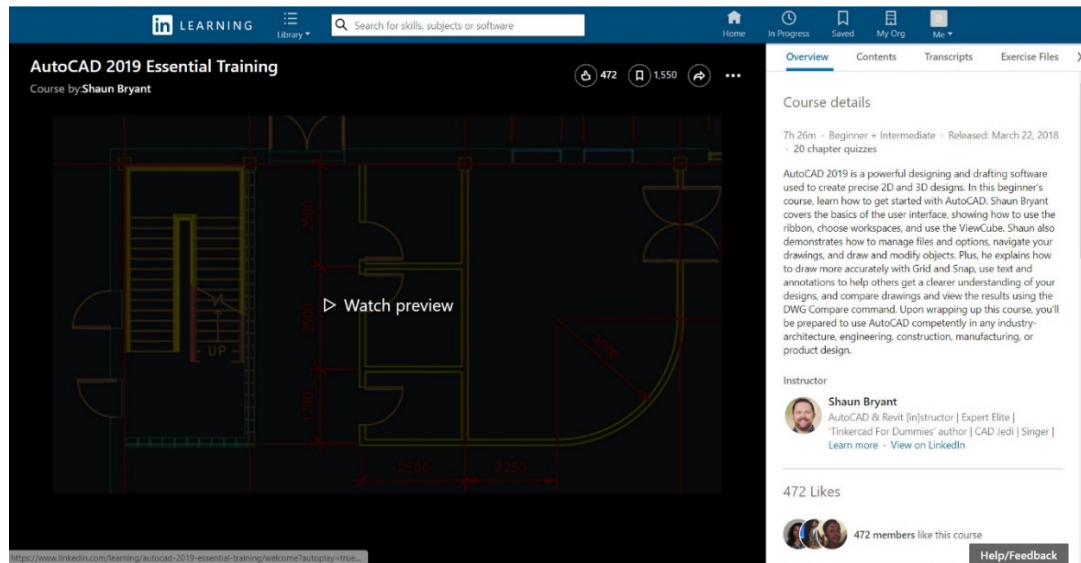 in LEARNING
Library
Search for skills, subjects or software
Home
In Progress
Saved
My Org
Me
AutoCAD 2019 Essential Training
Course by:Shaun Bryant
472
1,550
Watch preview
2500
2500
1700
UP
3000
2500
2250
https://www.linkedin.com/learning/autocad-2019-essential-training/welcome?autoplay=true...
Overview
Contents
Transcripts
Exercise Files
Course details
7h 26m · Beginner + Intermediate · Released: March 22, 2018
· 20 chapter quizzes
AutoCAD 2019 is a powerful designing and drafting software
used to create precise 2D and 3D designs. In this beginner's
course, learn how to get started with AutoCAD. Shaun Bryant
covers the basics of the user interface, showing how to use the
ribbon, choose workspaces, and use the ViewCube. Shaun also
demonstrates how to manage files and options, navigate your
drawings, and draw and modify objects. Plus, he explains how
to draw more accurately with Grid and Snap, use text and
annotations to help others get a clearer understanding of your
designs, and compare drawings and view the results using the
DWG Compare command. Upon wrapping up this course, you'll
be prepared to use AutoCAD competently in any industry-
architecture, engineering, construction, manufacturing, or
product design.
Instructor
Shaun Bryant
AutoCAD & Revit [in]structor | Expert Elite |
'Tinkercad For Dummies' author | CAD Jedi | Singer |
Learn more · View on LinkedIn
472 Likes
472 members like this course
Help/Feedback